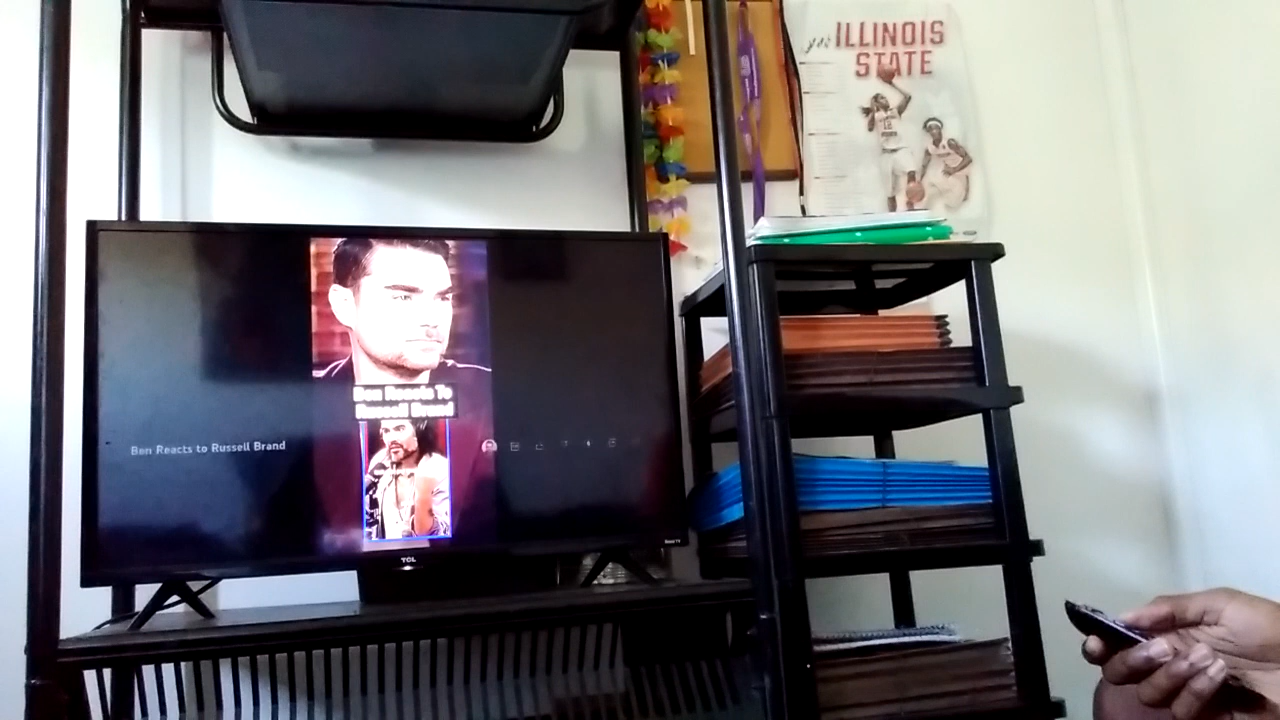 ILLINOIS
STATE
Ben Reacts To
Russell Brand
Ben Reacts to Russell Brand
TCL